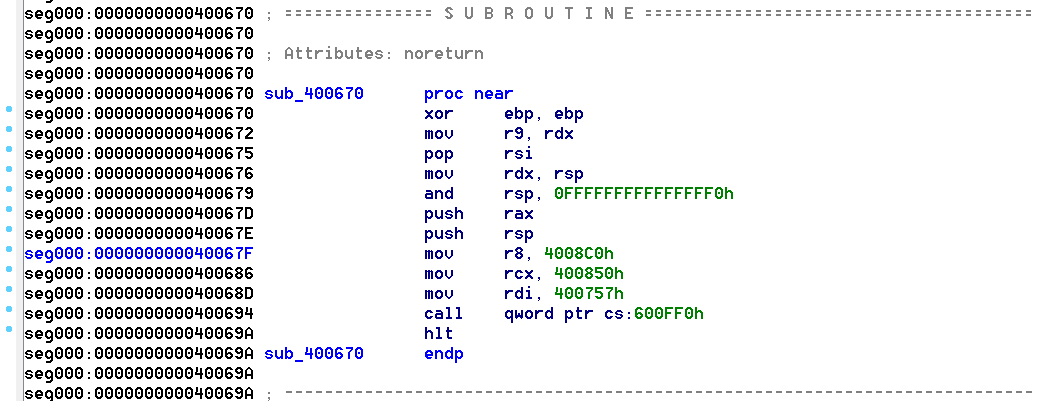 seg000:0000000000400670 ; =============== S U B R O U T I N E =======================================
seg000:0000000000400670
seg000:0000000000400670 ; Attributes: noreturn
seg000:0000000000400670
seg000:0000000000400670 sub_400670      proc near
seg000:0000000000400670                 xor     ebp, ebp
seg000:0000000000400672                 mov     r9, rdx
seg000:0000000000400675                 pop     rsi
seg000:0000000000400676                 mov     rdx, rsp
seg000:0000000000400679                 and     rsp, 0FFFFFFFFFFFFFFF0h
seg000:000000000040067D                 push    rax
seg000:000000000040067E                 push    rsp
seg000:000000000040067F                 mov     r8, 4008C0h
seg000:0000000000400686                 mov     rcx, 400850h
seg000:000000000040068D                 mov     rdi, 400757h
seg000:0000000000400694                 call    qword ptr cs:600FF0h
seg000:000000000040069A                 hlt
seg000:000000000040069A sub_400670      endp
seg000:000000000040069A
seg000:000000000040069A ; ---------------------------------------------------------------------------